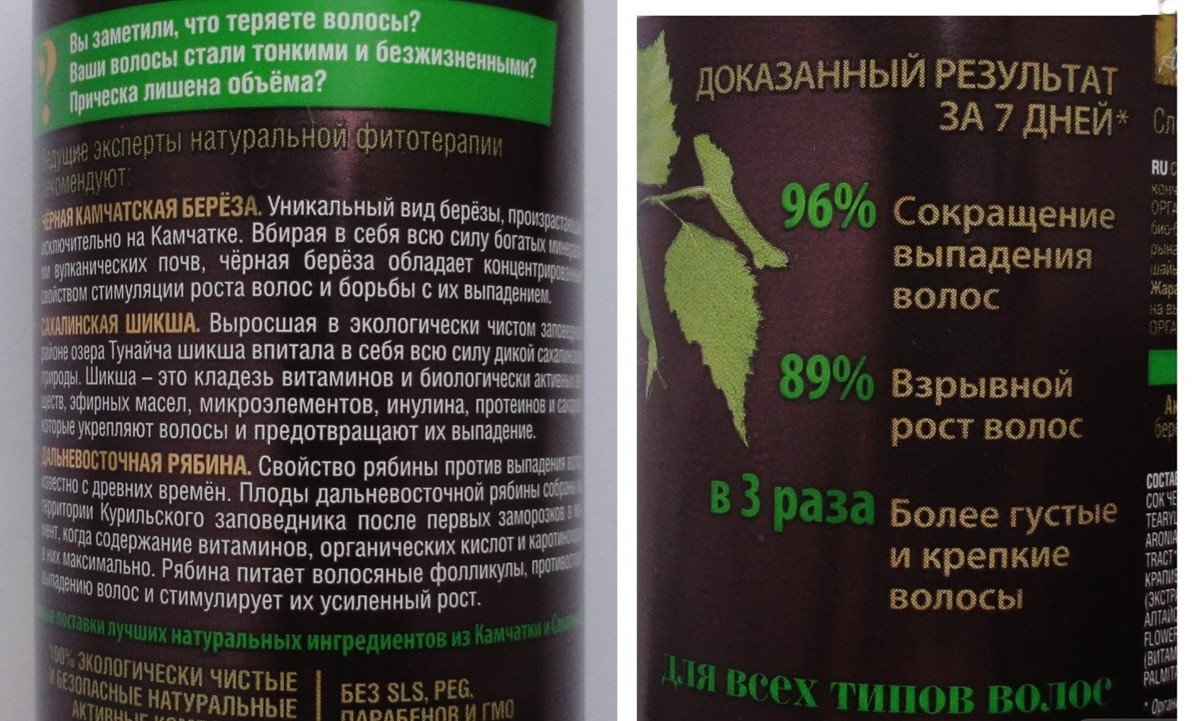 Вы заметили, что теряете волосы?
Ваши волосы стали тонкими и безжизненными?
Прическа лишена объёма?
эксперты натуральной фитотерапии
ЧЕРНАЯ КАМЧАТСКАЯ БЕРЁЗА. Уникальный вид берёзы,
исключительно на Камчатке. Вбирая в себя всю силу богатых
вулканических почв, чёрная берёза обладает
свойством стимуляции роста волос и борьбы с их выпадением.
САХАЛИНСКАЯ ШИКША. Выросшая в экологически чистом
районе озера Тунайча шикша впитала в себя всю силу дикой
природы. Шикша – это кладезь витаминов и биологически
эфирных масел, микроэлементов, инулина, протеинов и
которые укрепляют волосы и предотвращают их выпадение.
ДАЛЬНЕВОСТОЧНАЯ РЯБИНА. Свойство рябины против выпадения
известно с древних времён. Плоды дальневосточной рябины
территории Курильского заповедника после первых заморозков в
когда содержание витаминов, органических кислот и
в них максимально. Рябина питает волосяные фолликулы,
выпадению волос и стимулирует их усиленный рост.
поставки лучших натуральных ингредиентов из Камчатки и
100% ЭКОЛОГИЧЕСКИ ЧИСТЫЕ
И БЕЗОПАСНЫЕ НАТУРАЛЬНЫЕ
БЕЗ SLS, PEG,
ПАРАБЕНОВ И ГМО
ДОКАЗАННЫЙ РЕЗУЛЬТАТ
ЗА 7 ДНЕЙ*
96% Сокращение
выпадения
волос
89% Взрывной
рост волос
в 3 раза Более густые
и крепкие
волосы
для всех типов волос
RU